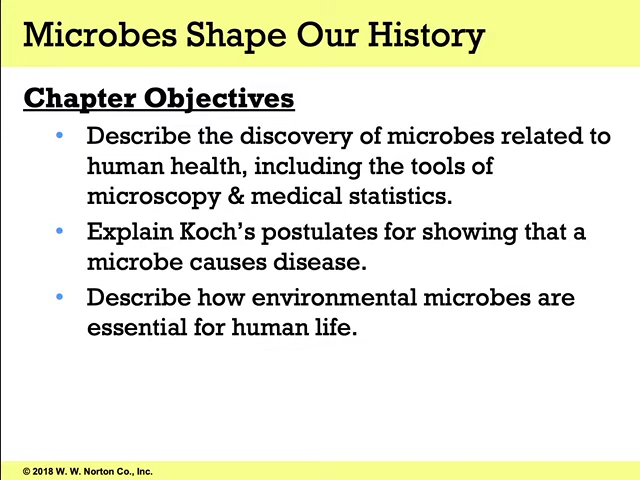 Microbes Shape Our History
Chapter Objectives
• Describe the discovery of microbes related to
human health, including the tools of
microscopy & medical statistics.
• Explain Koch's postulates for showing that a
microbe causes disease.
• Describe how environmental microbes are
essential for human life.
© 2018 W. W. Norton Co., Inc.